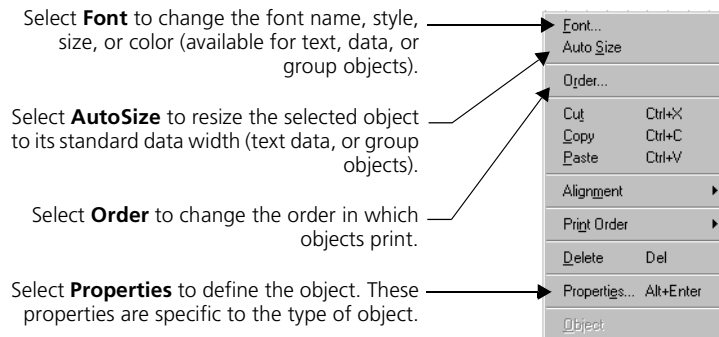 Select Font to change the font name, style,
size, or color (available for text, data, or
group objects).
Select AutoSize to resize the selected object
to its standard data width (text data, or group
objects).
Select Order to change the order in which
objects print.
Select Properties to define the object. These
properties are specific to the type of object.
Font...
Auto Size
Order...
Cut Ctrl+X
Copy Ctrl+C
Paste Ctrl+V
Alignment
Print Order
Delete Del
Properties... Alt+Enter
Object